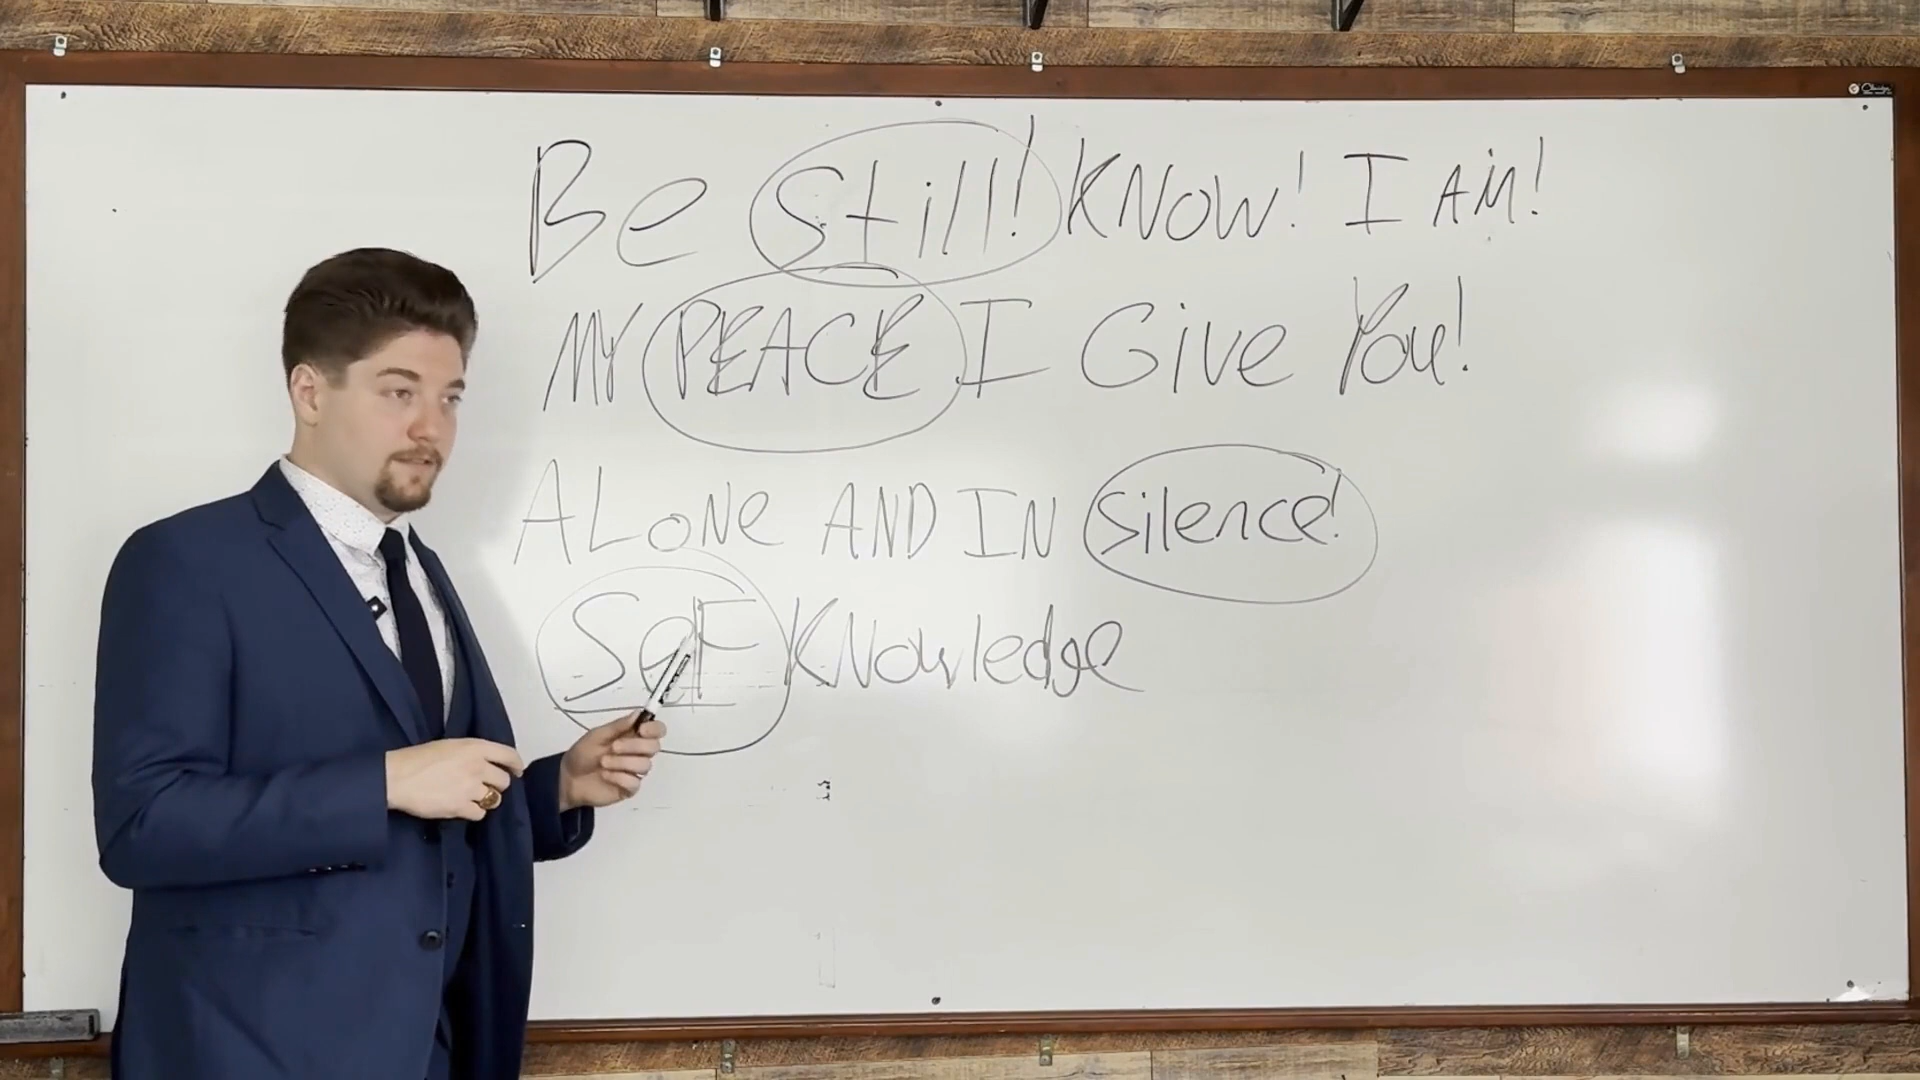 Be Still! KNOW! I AM!
MY PEACE I Give You!
ALONe AND IN Silence!
SelF KNowledge